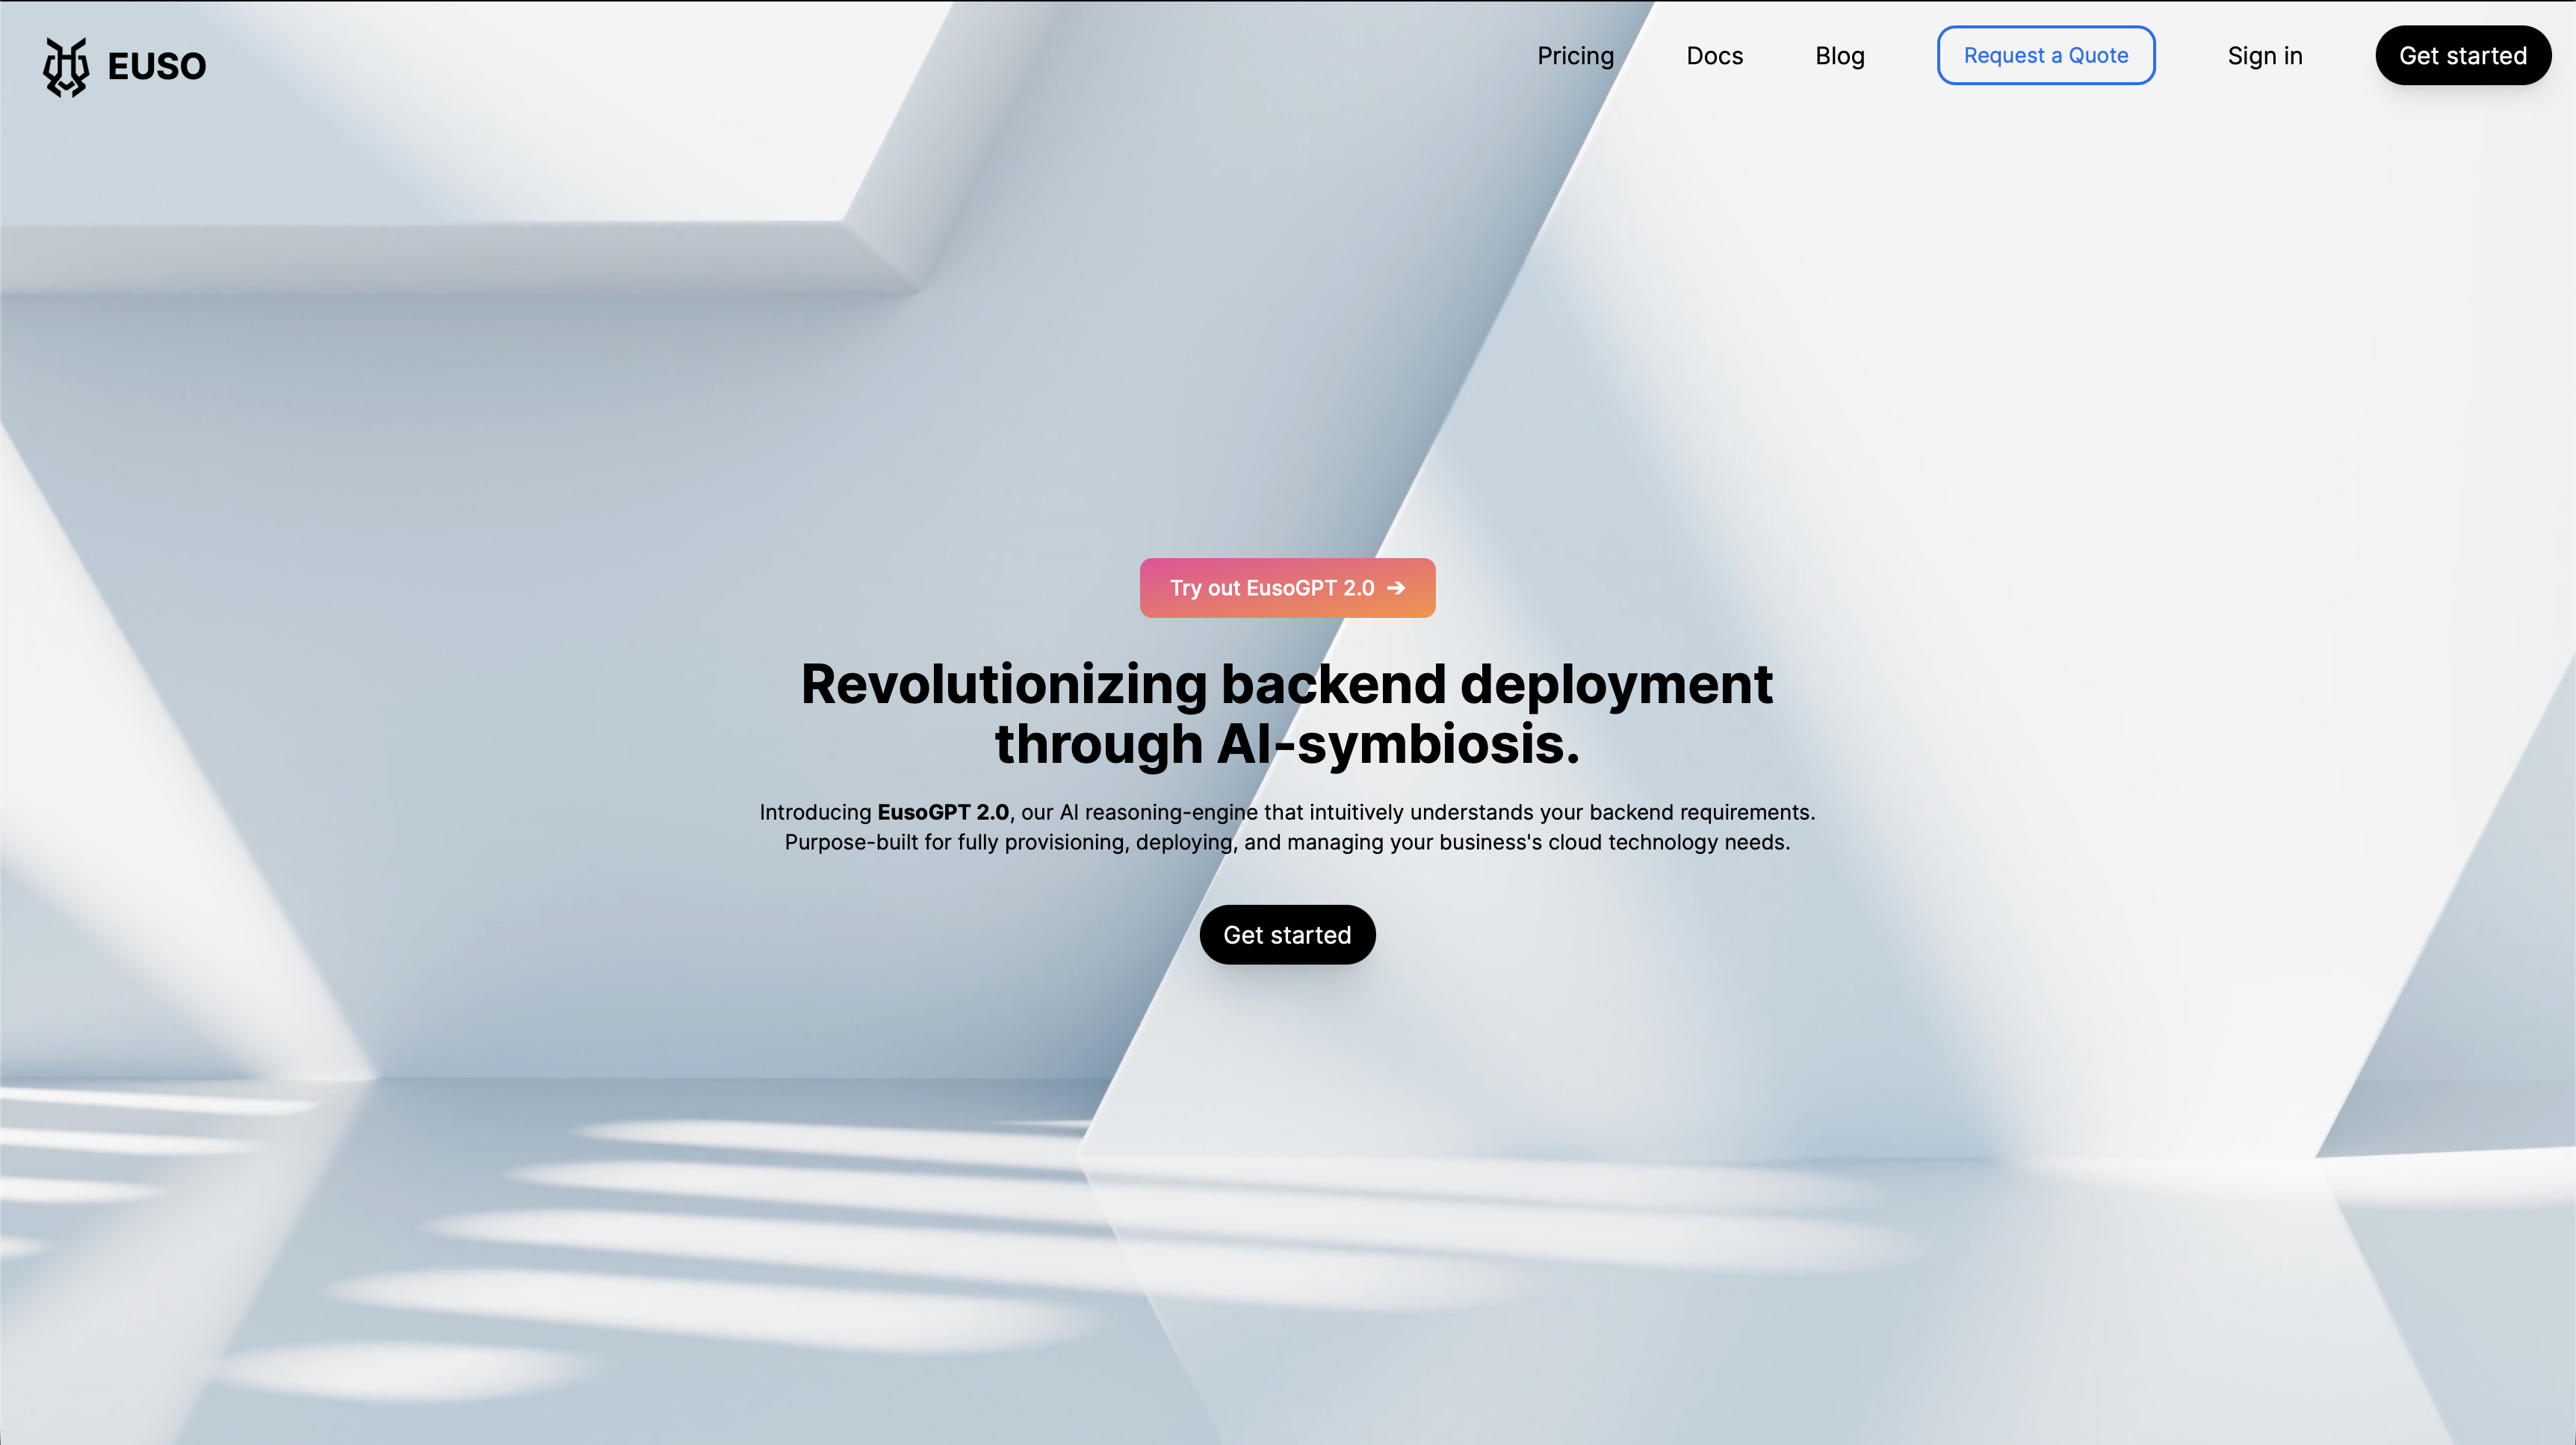 EUSO
Pricing
Docs
Blog
Request a Quote
Sign in
Get started
Try out EusoGPT 2.0 ➔
Revolutionizing backend deployment
through AI-symbiosis.
Introducing EusoGPT 2.0, our AI reasoning-engine that intuitively understands your backend requirements.
Purpose-built for fully provisioning, deploying, and managing your business's cloud technology needs.
Get started